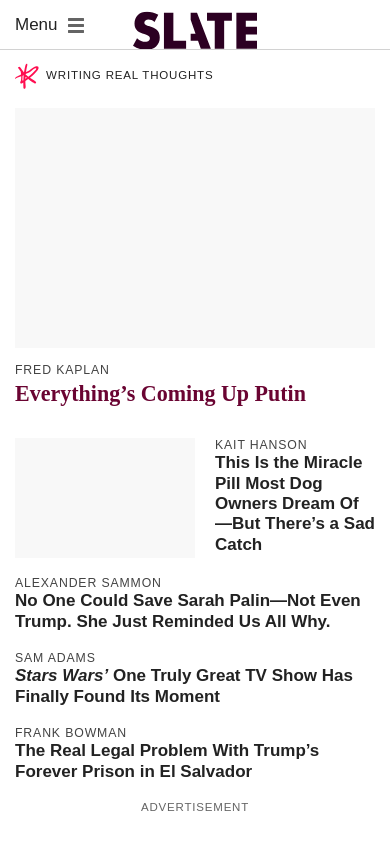 Menu
SLATE
WRITING REAL THOUGHTS
FRED KAPLAN
Everything’s Coming Up Putin
KAIT HANSON
This Is the Miracle
Pill Most Dog
Owners Dream Of
—But There’s a Sad
Catch
ALEXANDER SAMMON
No One Could Save Sarah Palin—Not Even
Trump. She Just Reminded Us All Why.
SAM ADAMS
Stars Wars’ One Truly Great TV Show Has
Finally Found Its Moment
FRANK BOWMAN
The Real Legal Problem With Trump’s
Forever Prison in El Salvador
ADVERTISEMENT